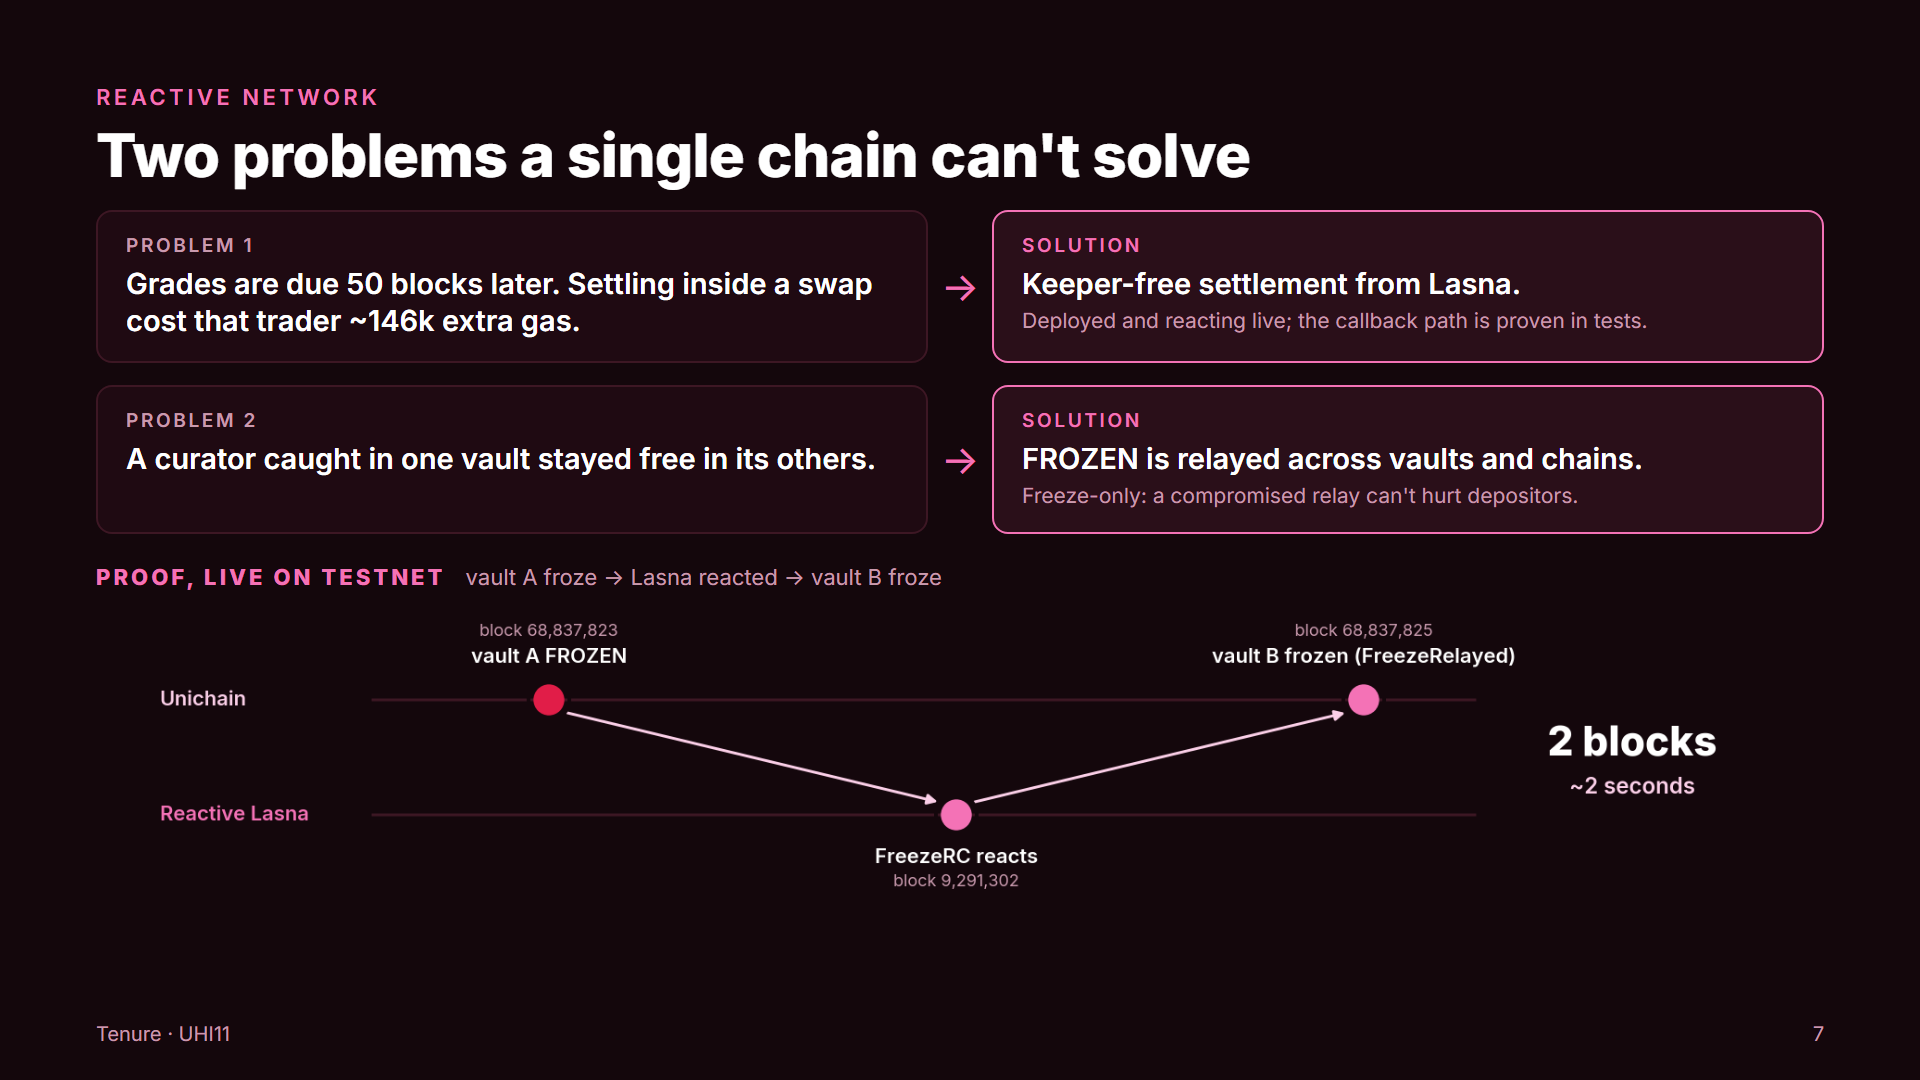 REACTIVE NETWORK
Two problems a single chain can't solve
PROBLEM 1
Grades are due 50 blocks later. Settling inside a swap
cost that trader ~146k extra gas.
→
SOLUTION
Keeper-free settlement from Lasna.
Deployed and reacting live; the callback path is proven in tests.
PROBLEM 2
A curator caught in one vault stayed free in its others.
→
SOLUTION
FROZEN is relayed across vaults and chains.
Freeze-only: a compromised relay can't hurt depositors.
PROOF, LIVE ON TESTNET vault A froze → Lasna reacted → vault B froze
block 68,837,823
vault A FROZEN
block 68,837,825
vault B frozen (FreezeRelayed)
Unichain
2 blocks
~2 seconds
Reactive Lasna
FreezeRC reacts
block 9,291,302
Tenure · UHI11
7